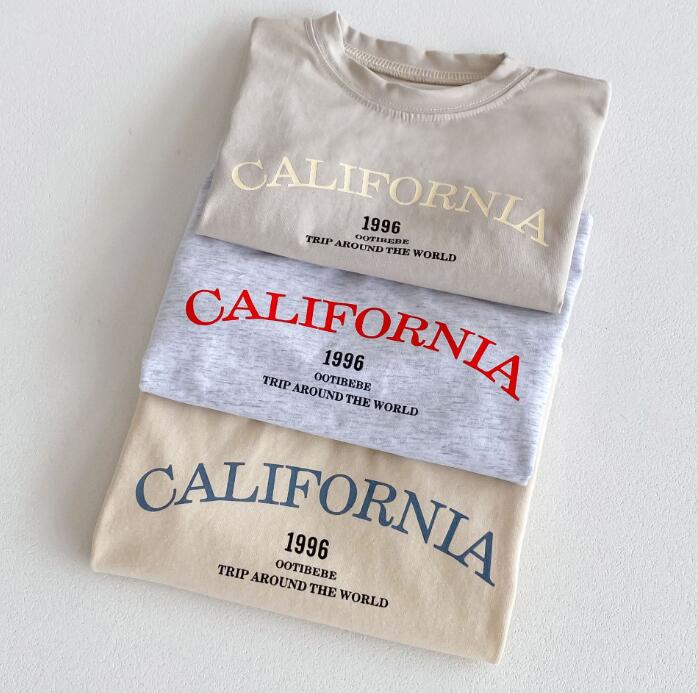 CALIFORNIA
1996
OOTIBEBE
TRIP AROUND THE WORLD
CALIFORNIA
1996
OOTIBEBE
TRIP AROUND THE WORLD
CALIFORNIA
1996
OOTIBEBE
TRIP AROUND THE WORLD